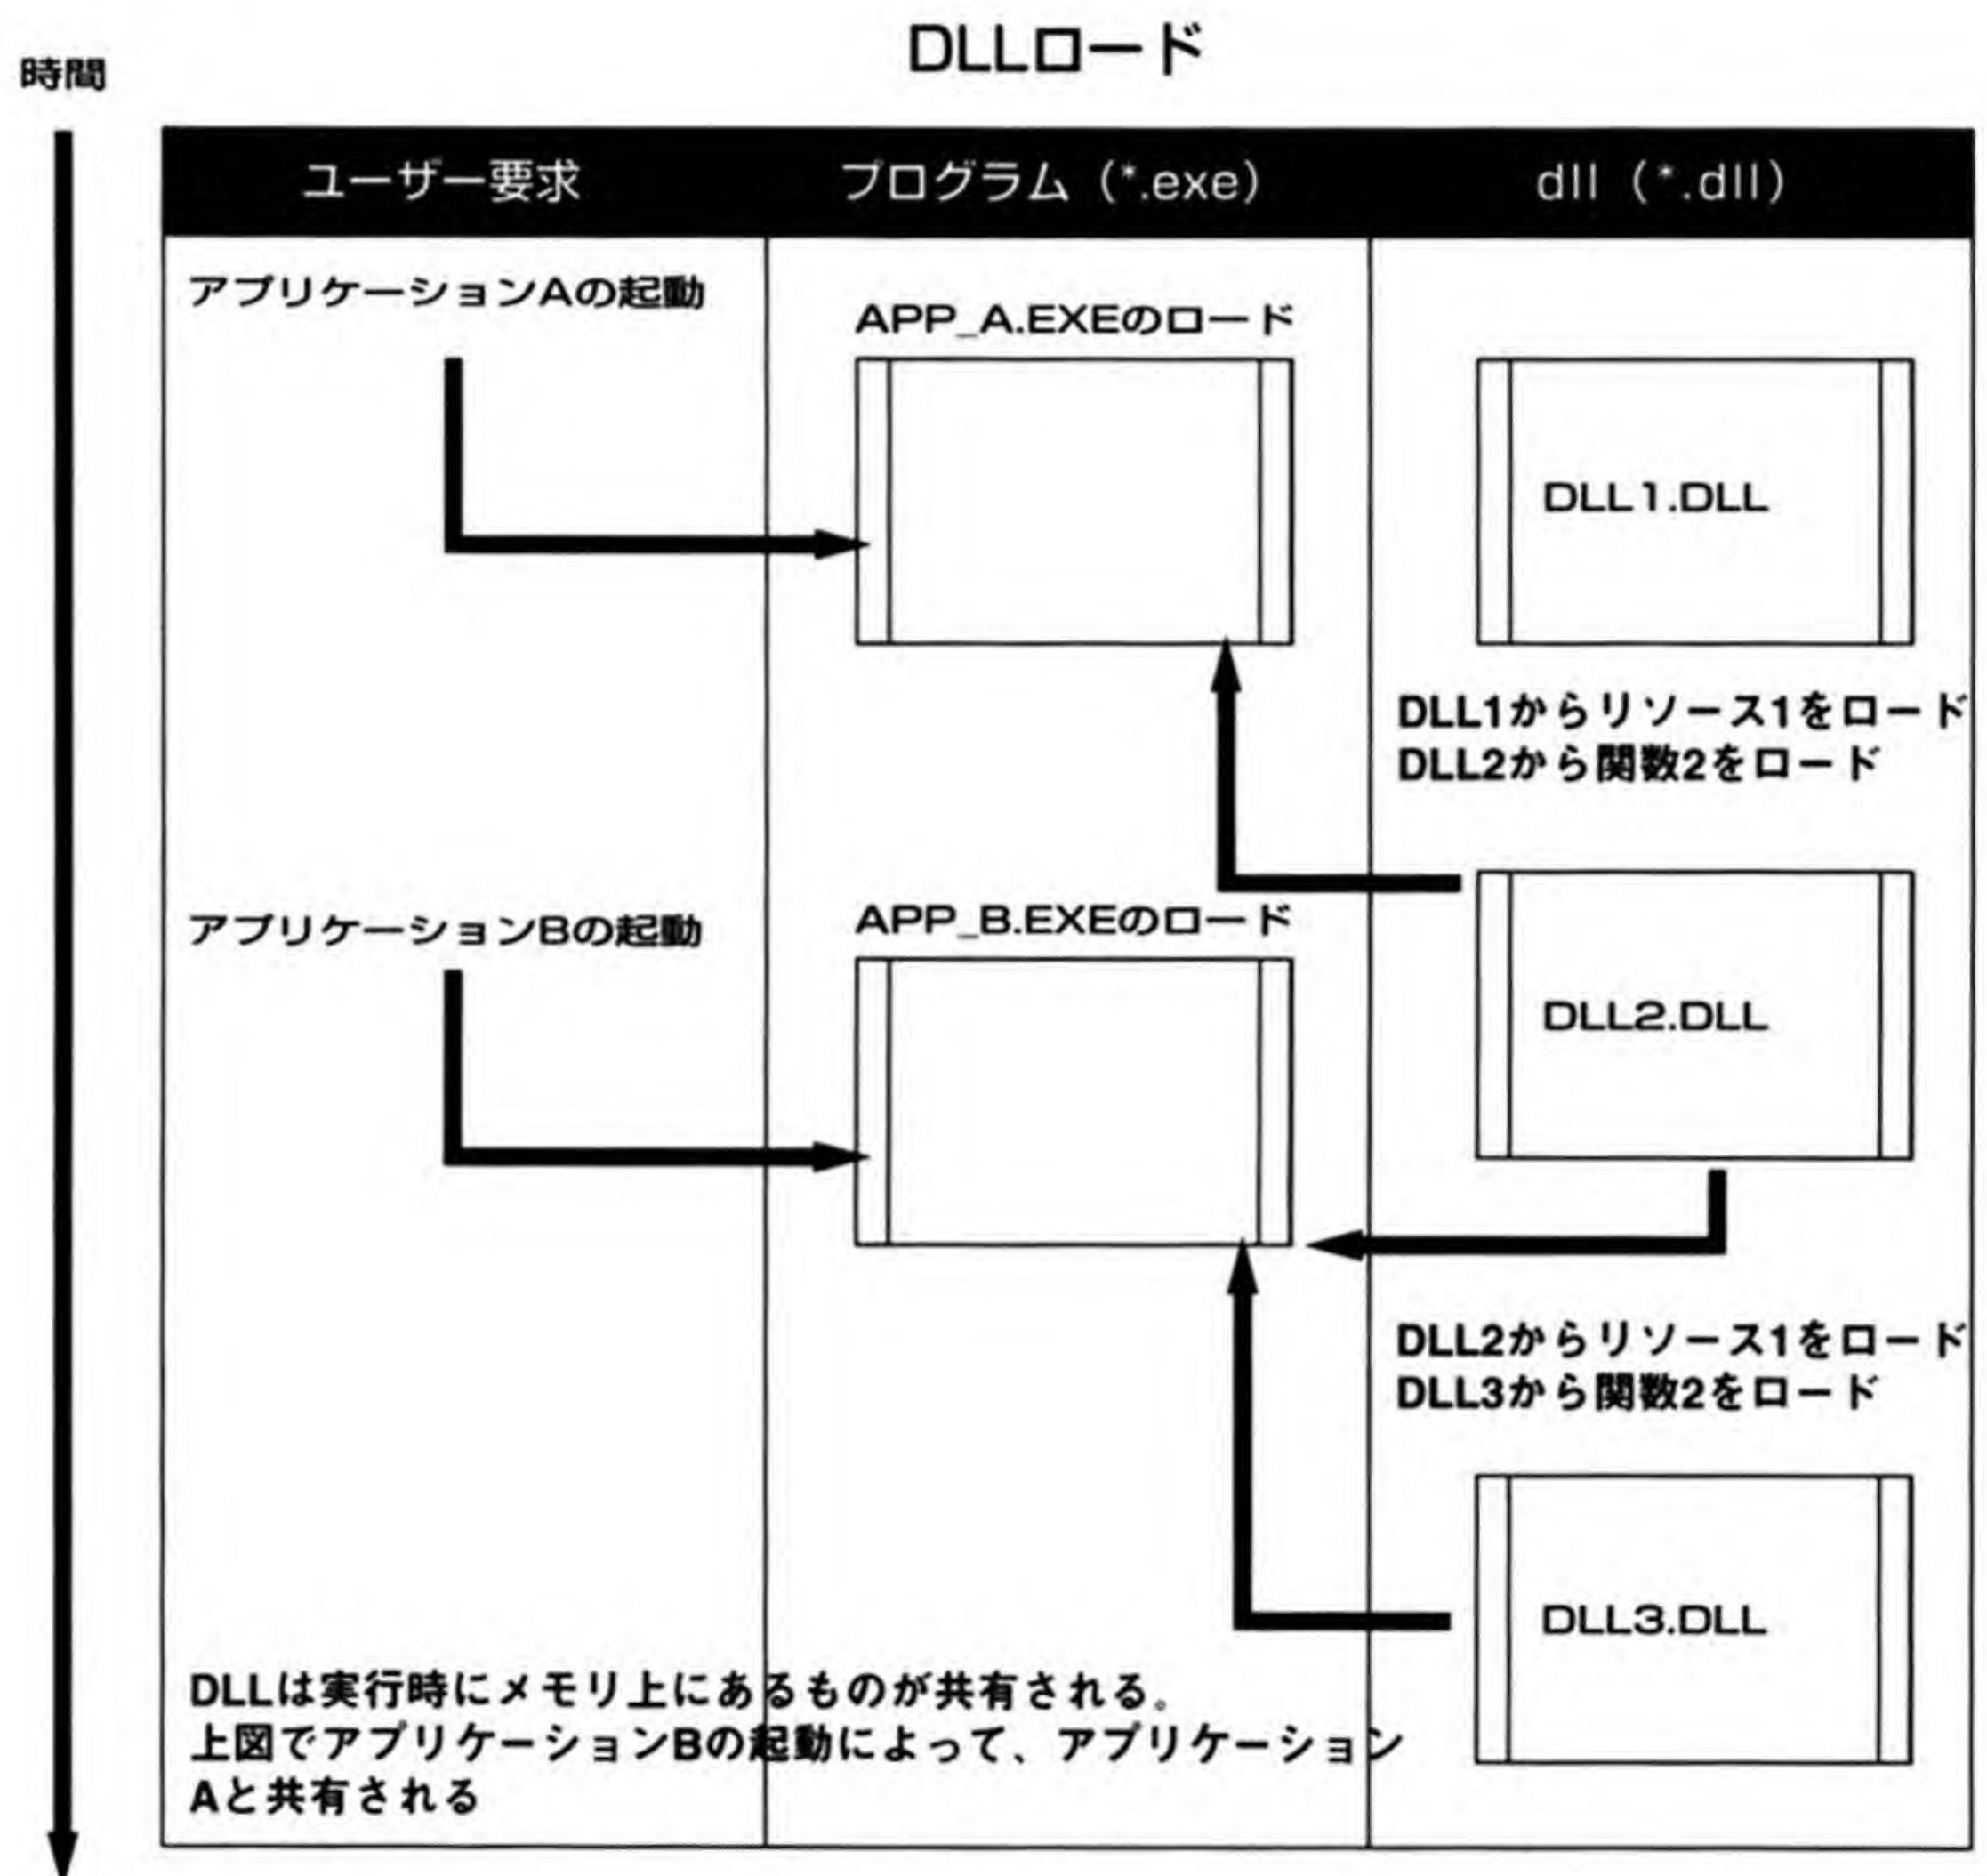 DLLロード
時間
ユーザー要求
プログラム（*.exe）
dll（*.dll）
アプリケーションAの起動
APP_A.EXEのロード
DLL1.DLL
DLL1からリソース1をロード
DLL2から関数2をロード
アプリケーションBの起動
APP_B.EXEのロード
DLL2.DLL
DLL2からリソース1をロード
DLL3から関数2をロード
DLL3.DLL
DLLは実行時にメモリ上にあるものが共有される。
上図でアプリケーションBの起動によって、アプリケーション
Aと共有される